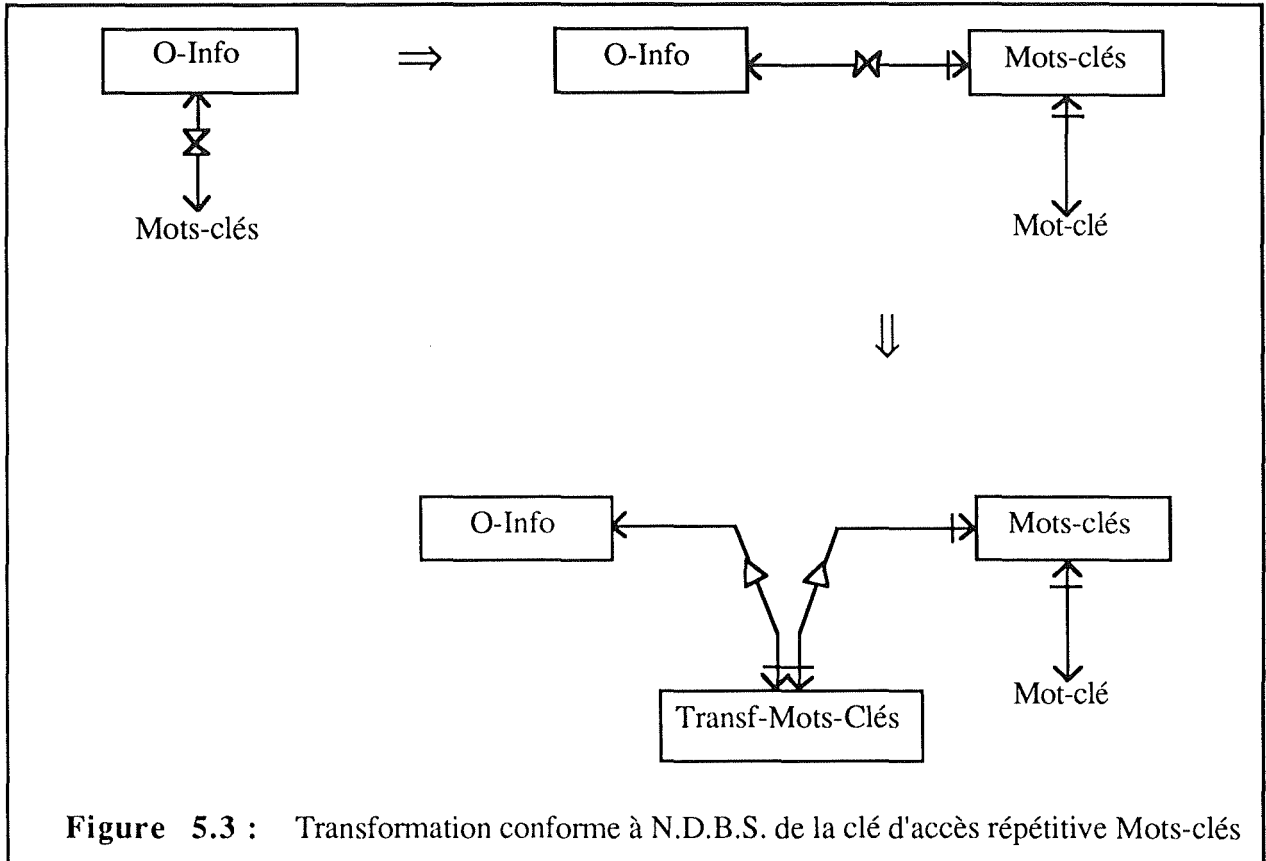 O-Info
O-Info
Mots-clés
Mots-clés
Mot-clé
O-Info
Mots-clés
Transf-Mots-Clés
Mot-clé
Figure 5.3 : Transformation conforme à N.D.B.S. de la clé d'accès répétitive Mots-clés